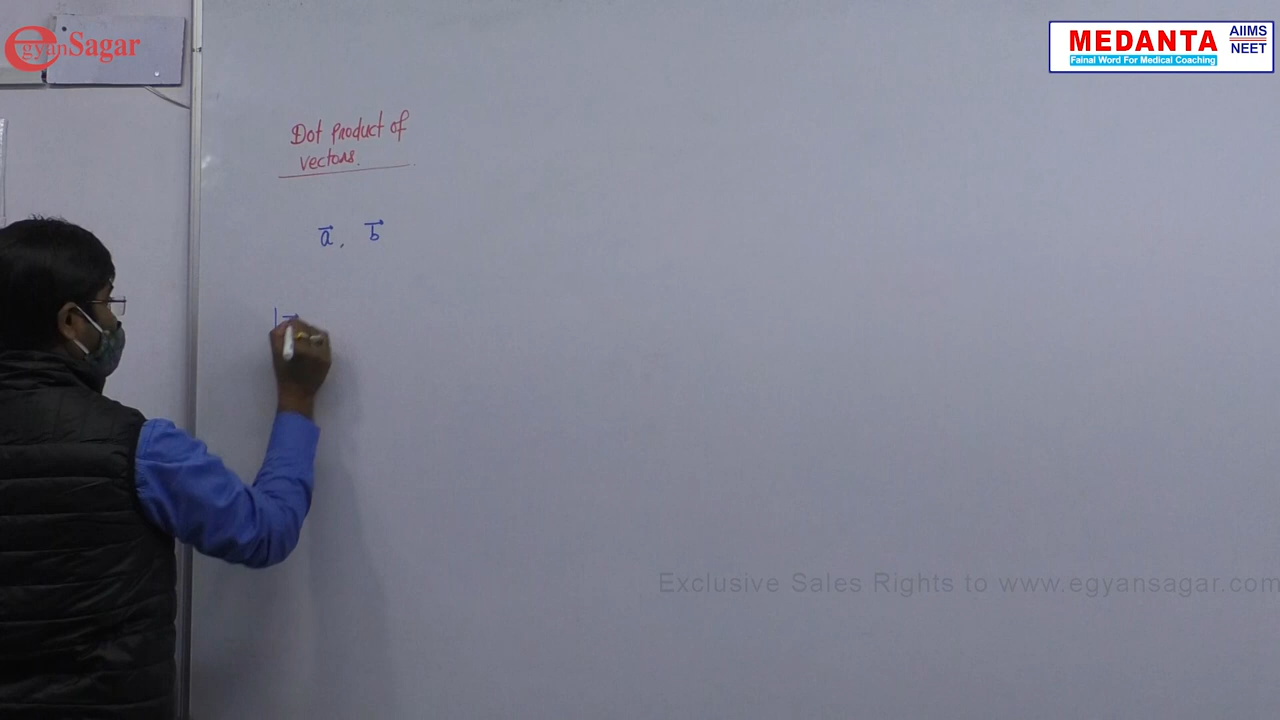 egyanSagar
MEDANTA AIIMS NEET
Fainal Word For Medical Coaching
Dot product of
vectors.
a⃗, b⃗
Exclusive Sales Rights to www.egyansagar.com